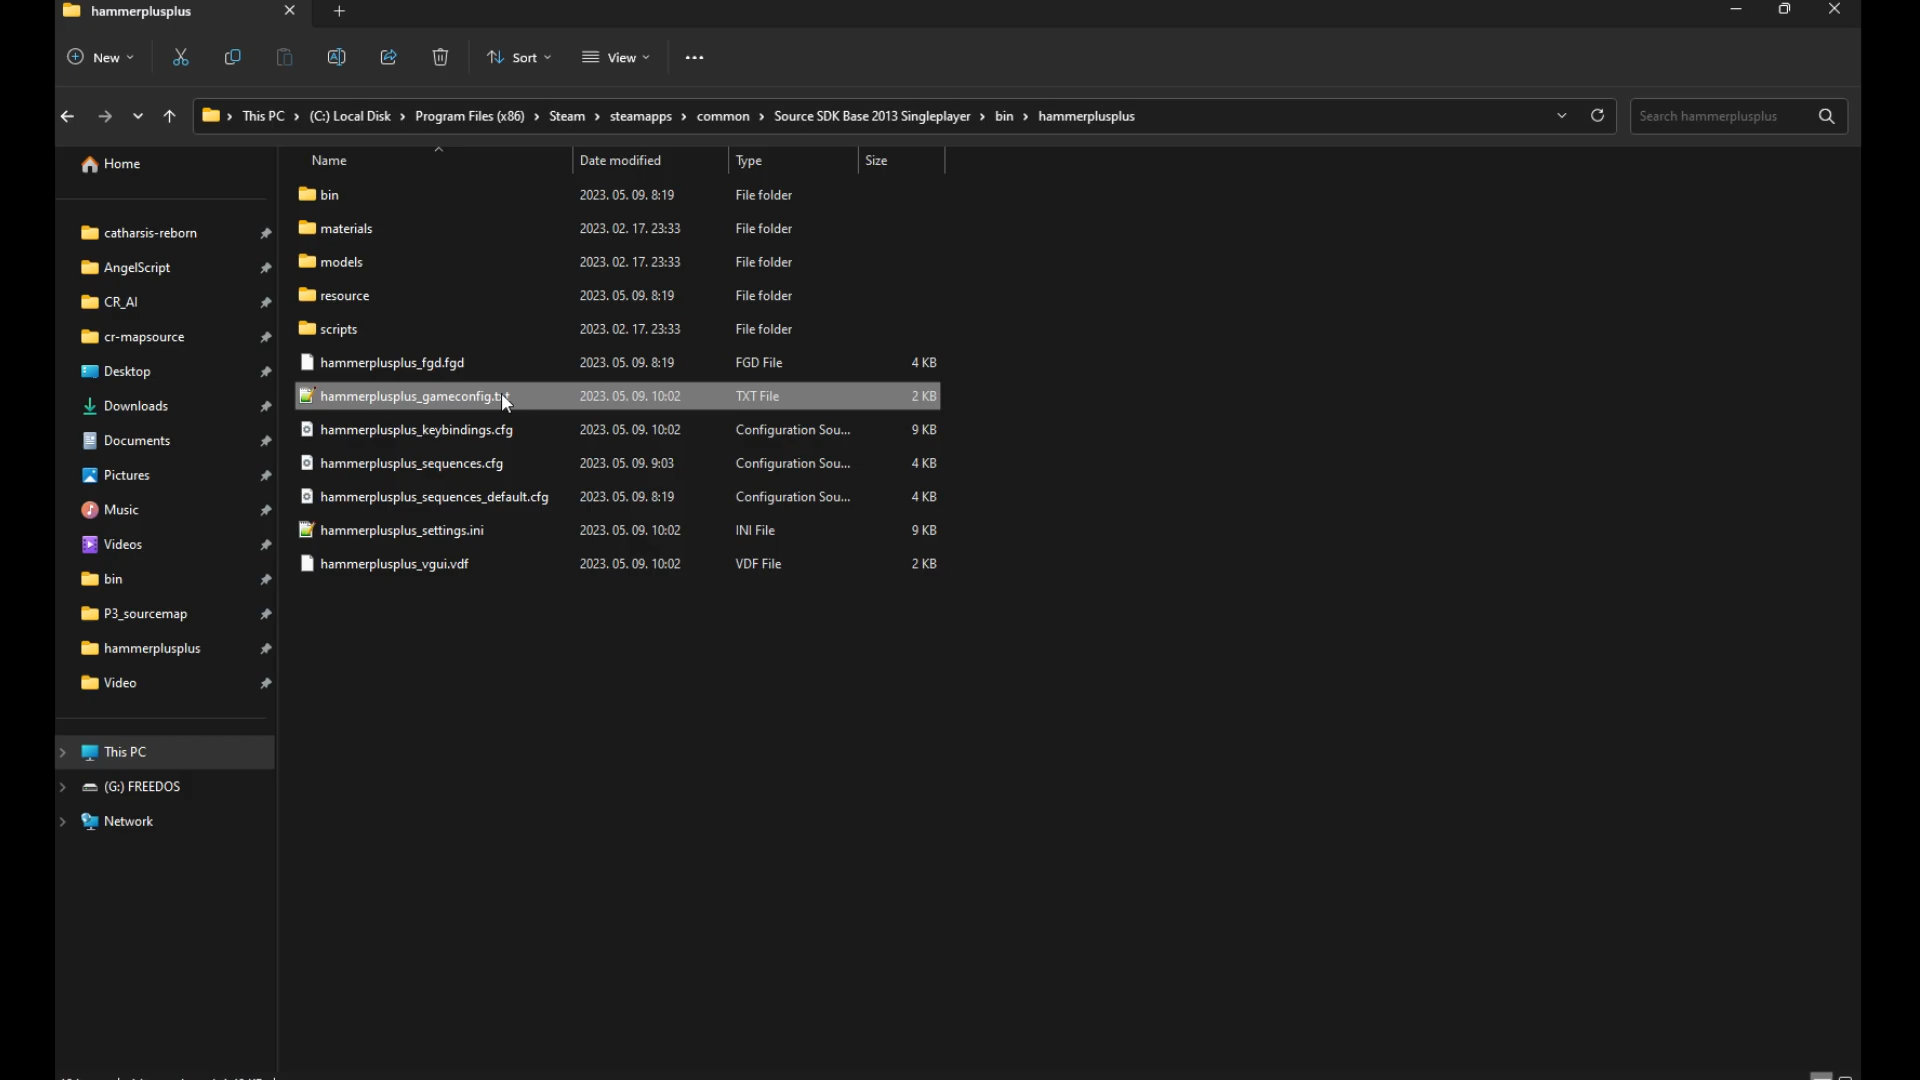 hammerplusplus
New
Sort
View
This PC > (C:) Local Disk > Program Files (x86) > Steam > steamapps > common > Source SDK Base 2013 Singleplayer > bin > hammerplusplus
Search hammerplusplus
Name Date modified Type Size
bin 2023. 05. 09. 8:19 File folder
materials 2023. 02. 17. 23:33 File folder
models 2023. 02. 17. 23:33 File folder
resource 2023. 05. 09. 8:19 File folder
scripts 2023. 02. 17. 23:33 File folder
hammerplusplus_fgd.fgd 2023. 05. 09. 8:19 FGD File 4 KB
hammerplusplus_gameconfig.txt 2023. 05. 09. 10:02 TXT File 2 KB
hammerplusplus_keybindings.cfg 2023. 05. 09. 10:02 Configuration Sou... 9 KB
hammerplusplus_sequences.cfg 2023. 05. 09. 9:03 Configuration Sou... 4 KB
hammerplusplus_sequences_default.cfg 2023. 05. 09. 8:19 Configuration Sou... 4 KB
hammerplusplus_settings.ini 2023. 05. 09. 10:02 INI File 9 KB
hammerplusplus_vgui.vdf 2023. 05. 09. 10:02 VDF File 2 KB
Home
catharsis-reborn
AngelScript
CR_AI
cr-mapsource
Desktop
Downloads
Documents
Pictures
Music
Videos
bin
P3_sourcemap
hammerplusplus
Video
This PC
(G:) FREEDOS
Network